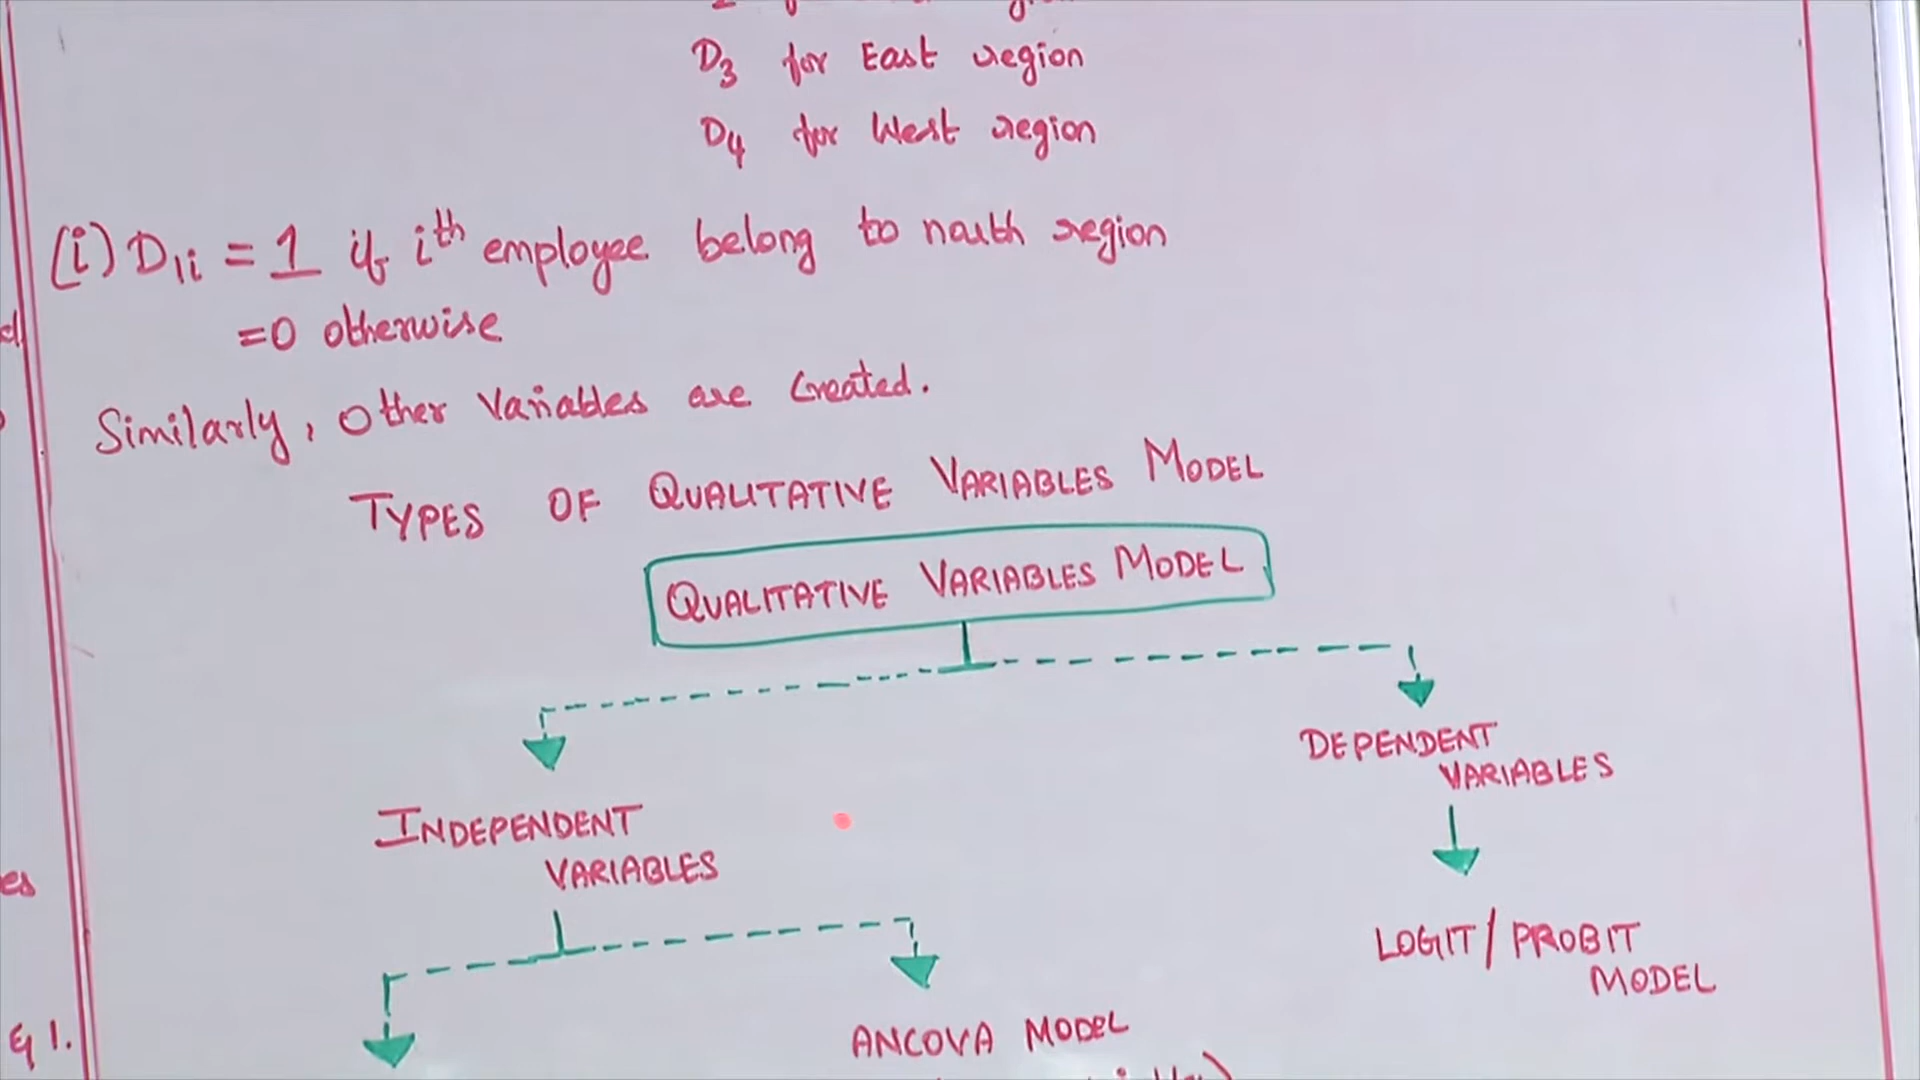 D3 for East region
D4 for West region
(i) D1i = 1 if ith employee belong to north region
=0 otherwise
Similarly, other variables are created.
TYPES OF QUALITATIVE VARIABLES MODEL
QUALITATIVE VARIABLES MODEL
DEPENDENT
VARIABLES
INDEPENDENT
VARIABLES
LOGIT/PROBIT
MODEL
ANCOVA MODEL
es
& 1.